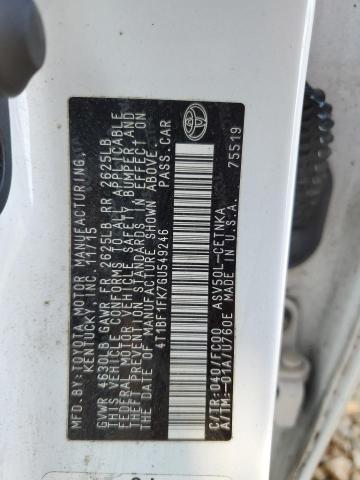 MFD. BY:TOYOTA MOTOR MANUFACTURING,
KENTUCKY, INC. 11/15
GVWR 4630LB GAWR FR 2625LB RR 2625LB
THIS VEHICLE CONFORMS TO ALL APPLICABLE
FEDERAL MOTOR VEHICLE SAFETY, BUMPER AND
THEFT PREVENTION STANDARDS IN EFFECT ON
THE DATE OF MANUFACTURE SHOWN ABOVE.
4T1BF1FK7GU549246 PASS.CAR
C/TR:040/FC00 ASV50L-CETNKA
A/TM:-01A/U760E MADE IN U.S.A.
75519